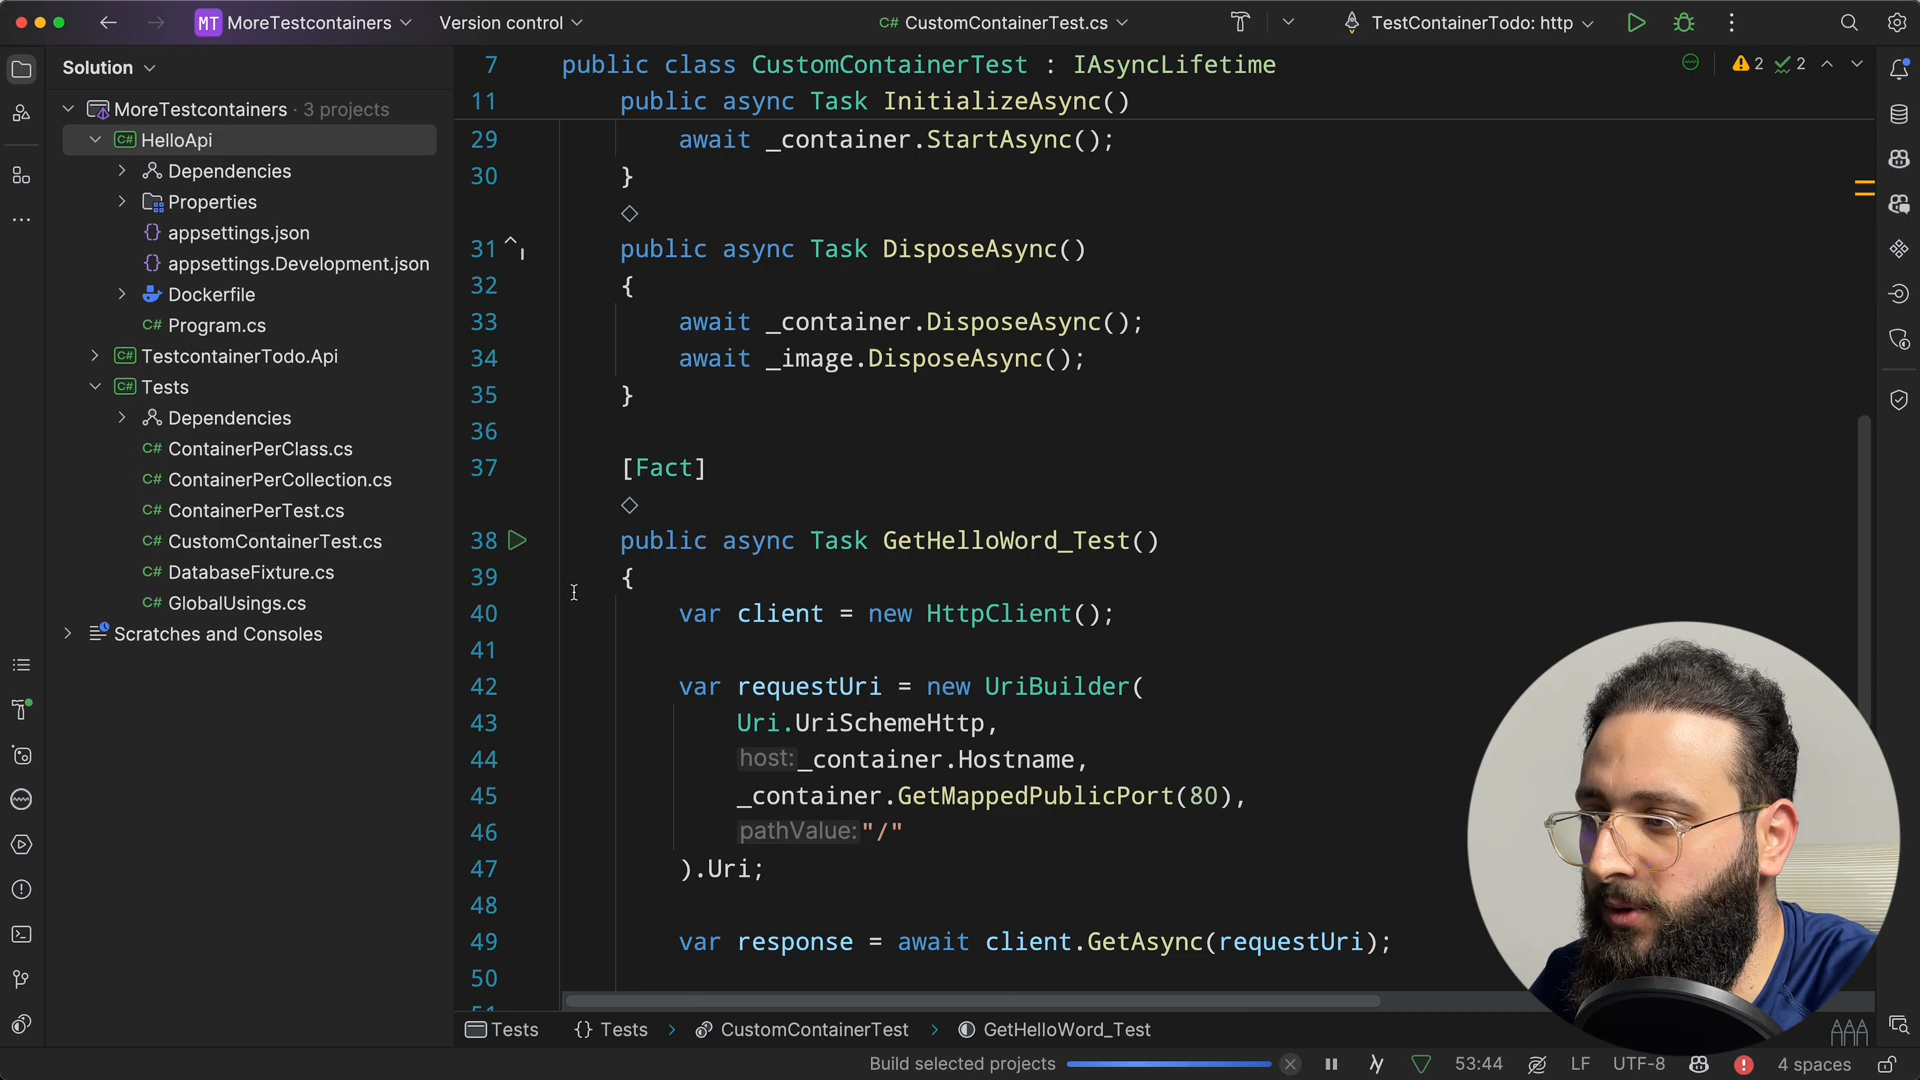 MT MoreTestcontainers Version control C# CustomContainerTest.cs TestContainerTodo: http
Solution
MoreTestcontainers · 3 projects
C# HelloApi
Dependencies
Properties
{} appsettings.json
{} appsettings.Development.json
Dockerfile
C# Program.cs
C# TestcontainerTodo.Api
C# Tests
Dependencies
C# ContainerPerClass.cs
C# ContainerPerCollection.cs
C# ContainerPerTest.cs
C# CustomContainerTest.cs
C# DatabaseFixture.cs
C# GlobalUsings.cs
Scratches and Consoles
7 public class CustomContainerTest : IAsyncLifetime 2 2
11 public async Task InitializeAsync()
29 await _container.StartAsync();
30 }
31 public async Task DisposeAsync()
32 {
33 await _container.DisposeAsync();
34 await _image.DisposeAsync();
35 }
36
37 [Fact]
38 public async Task GetHelloWord_Test()
39 {
40 var client = new HttpClient();
41
42 var requestUri = new UriBuilder(
43 Uri.UriSchemeHttp,
44 host: _container.Hostname,
45 _container.GetMappedPublicPort(80),
46 pathValue: "/"
47 ).Uri;
48
49 var response = await client.GetAsync(requestUri);
50
51
Tests {} Tests CustomContainerTest GetHelloWord_Test
Build selected projects 53:44 LF UTF-8 4 spaces